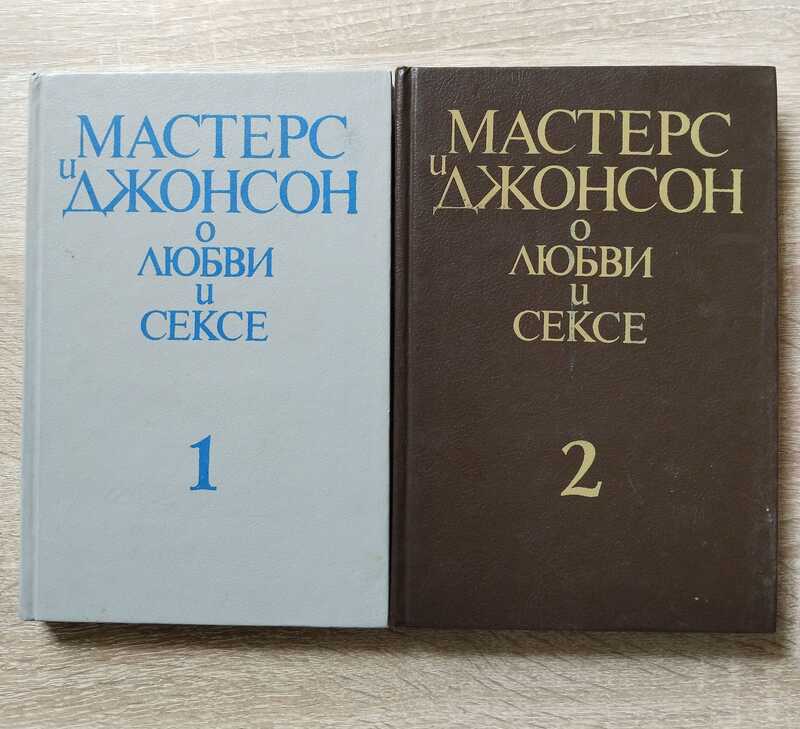 МАСТЕРС
и
ДЖОНСОН
о
ЛЮБВИ
и
СЕКСЕ
1
МАСТЕРС
и
ДЖОНСОН
о
ЛЮБВИ
и
СЕКСЕ
2